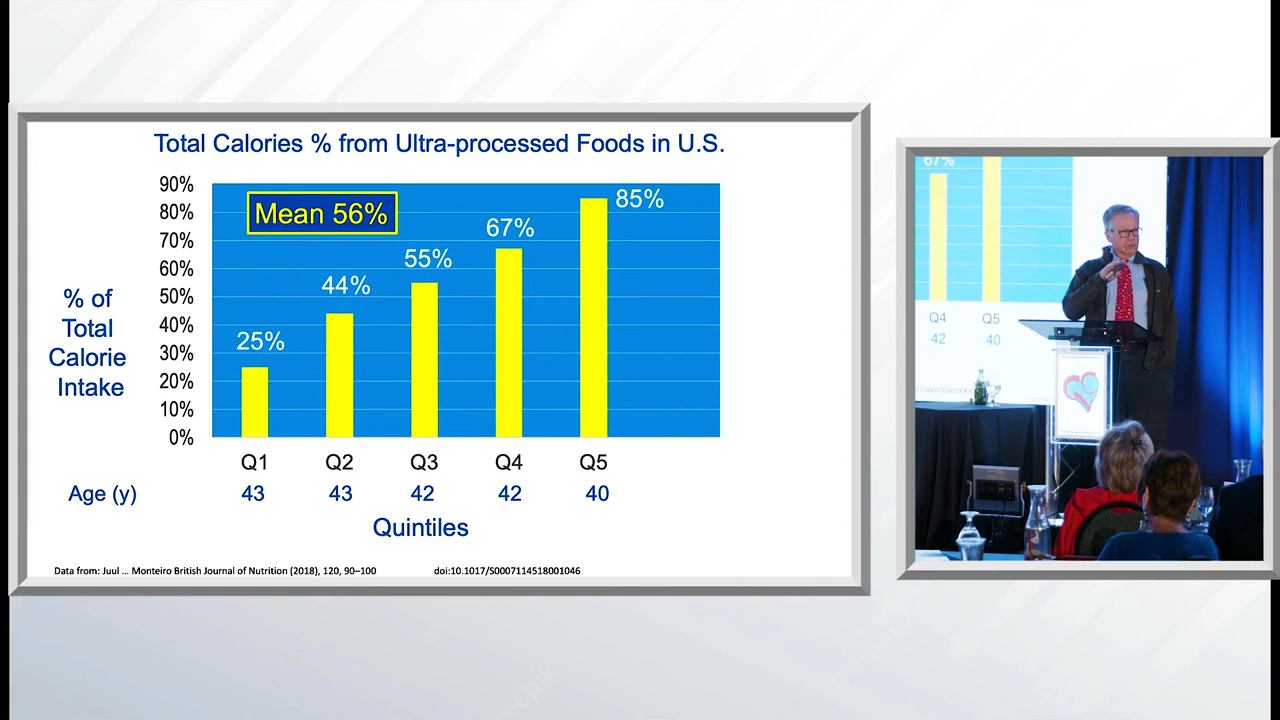 Total Calories % from Ultra-processed Foods in U.S.
90%
80%
70%
60%
50%
40%
30%
20%
10%
0%
% of
Total
Calorie
Intake
Mean 56%
25%
44%
55%
67%
85%
Q1 Q2 Q3 Q4 Q5
Age (y) 43 43 42 42 40
Quintiles
Data from: Juul ... Monteiro British Journal of Nutrition (2018), 120, 90–100 doi:10.1017/S0007114518001046
67%
Q4 Q5
42 40